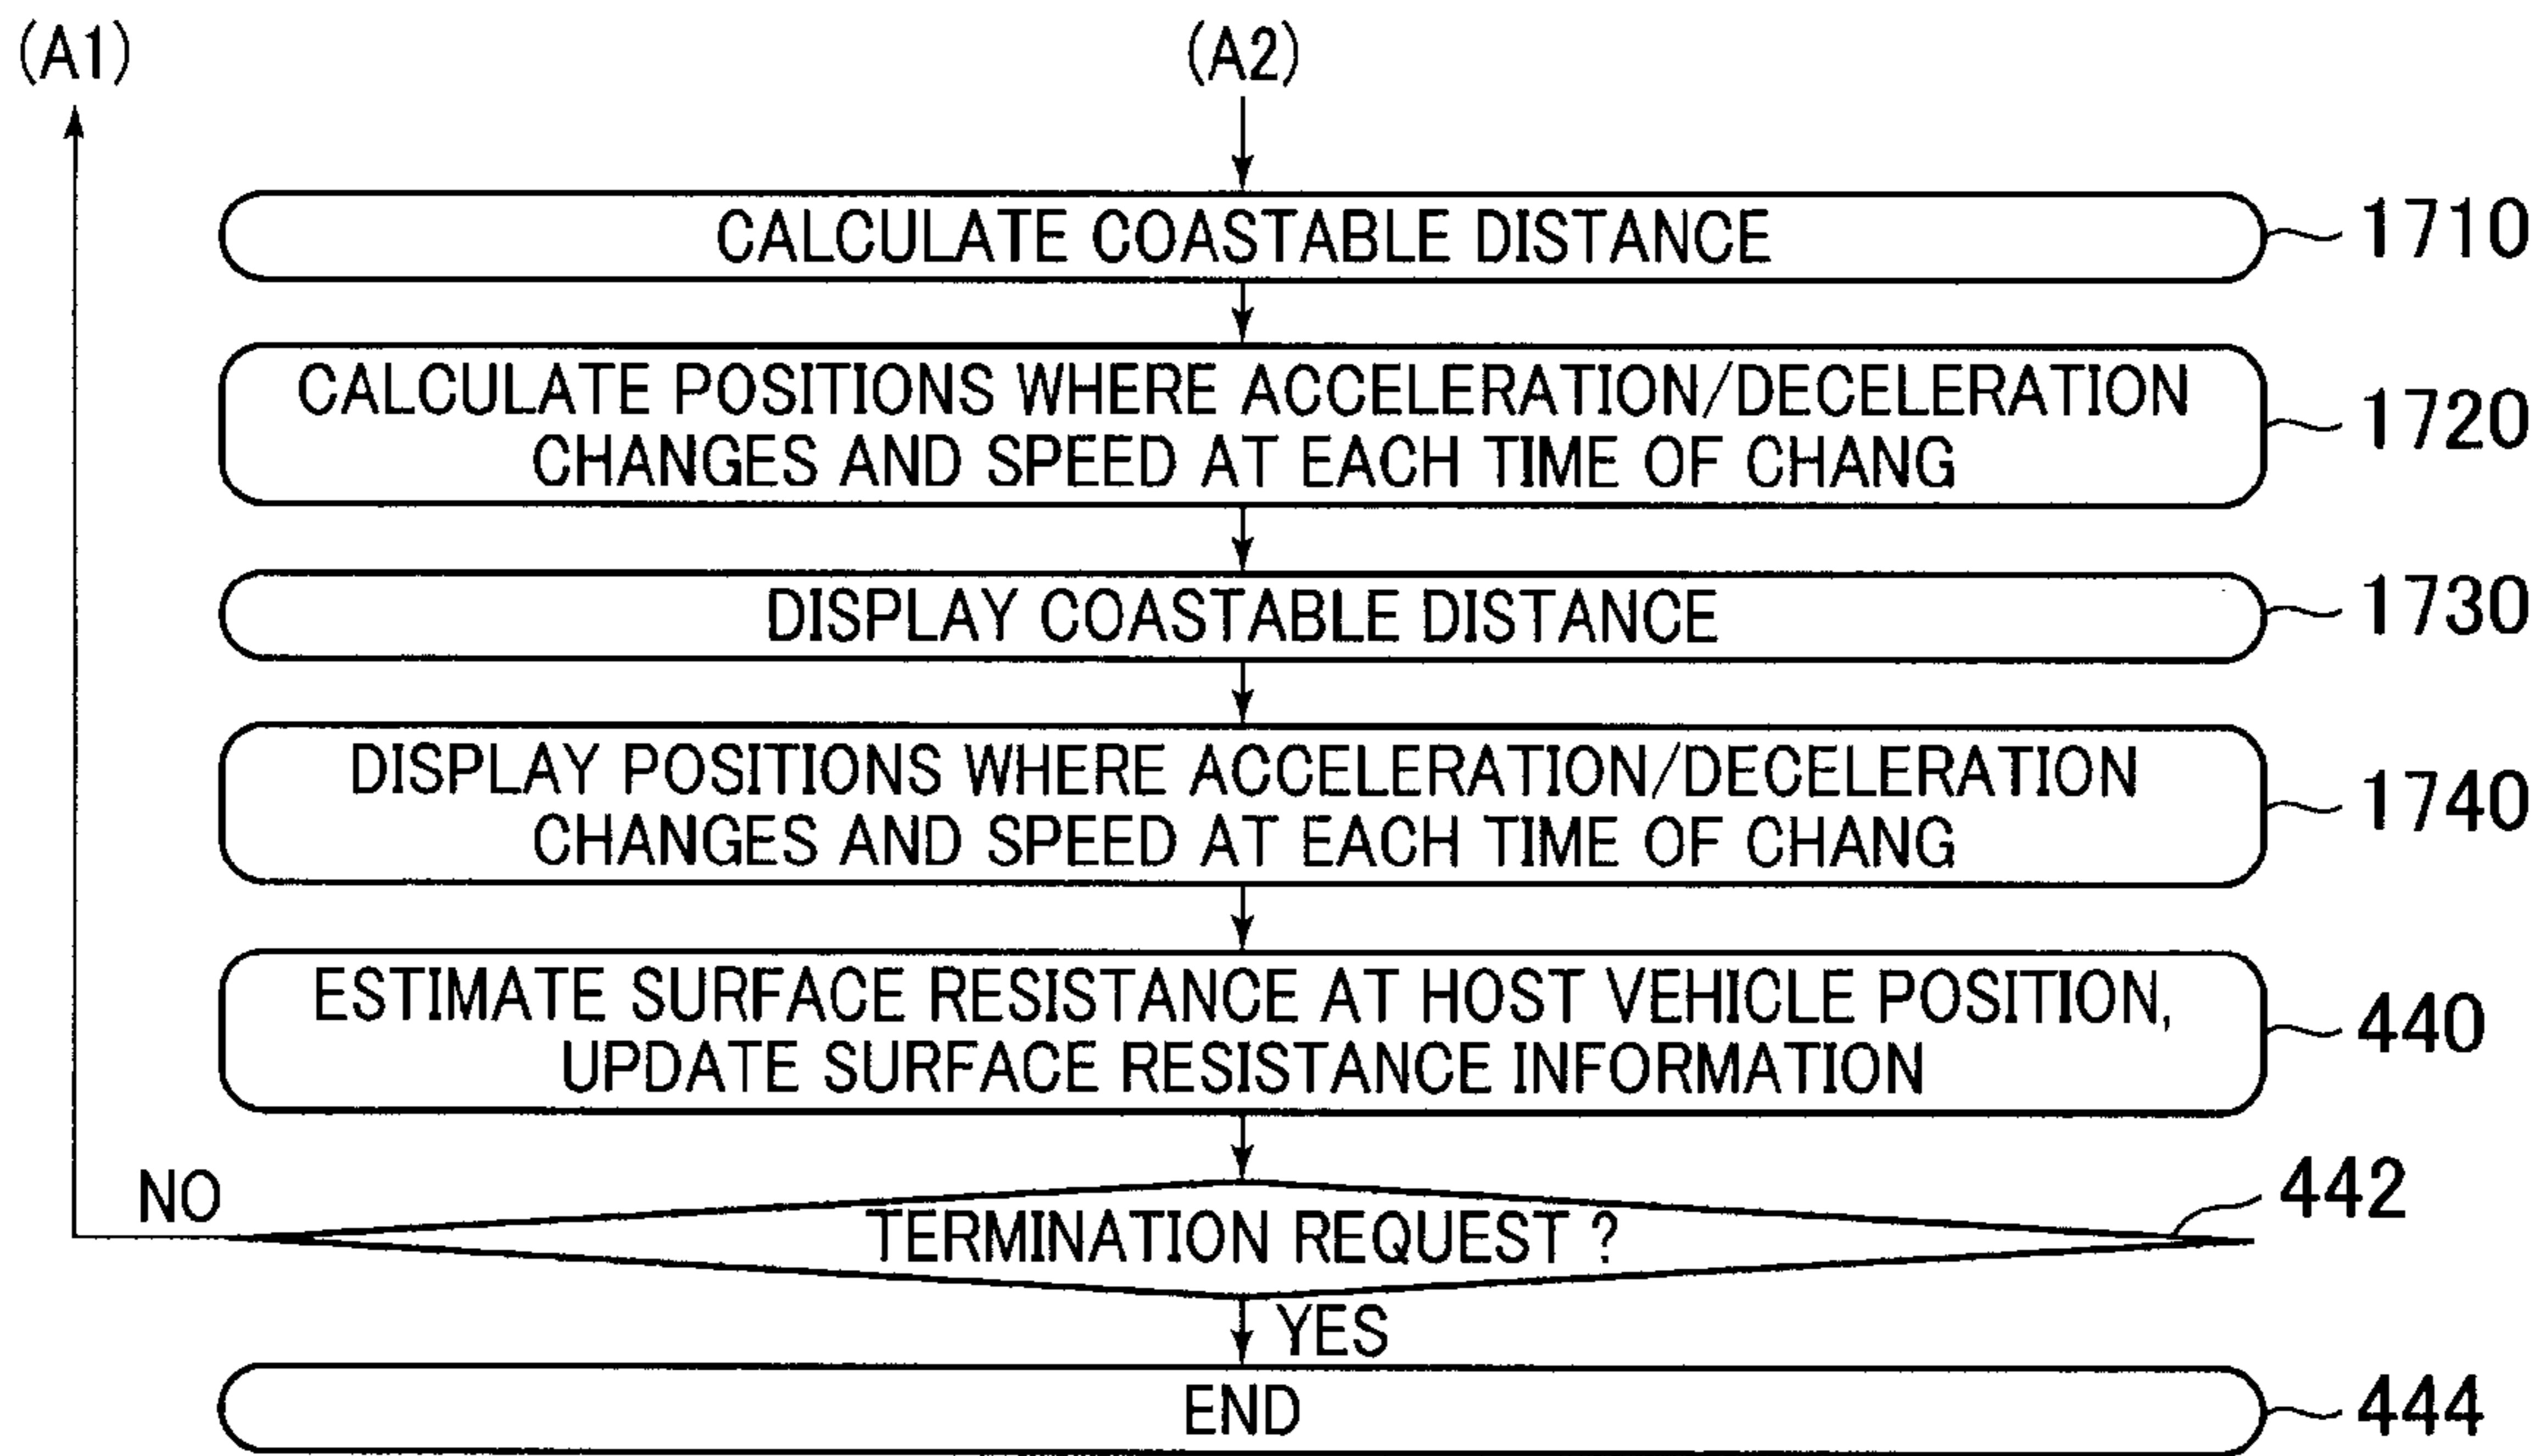 (A1)
(A2)
CALCULATE COASTABLE DISTANCE
1710
CALCULATE POSITIONS WHERE ACCELERATION/DECELERATION
CHANGES AND SPEED AT EACH TIME OF CHANG
1720
DISPLAY COASTABLE DISTANCE
1730
DISPLAY POSITIONS WHERE ACCELERATION/DECELERATION
CHANGES AND SPEED AT EACH TIME OF CHANG
1740
ESTIMATE SURFACE RESISTANCE AT HOST VEHICLE POSITION,
UPDATE SURFACE RESISTANCE INFORMATION
440
NO
TERMINATION REQUEST ?
442
YES
END
444